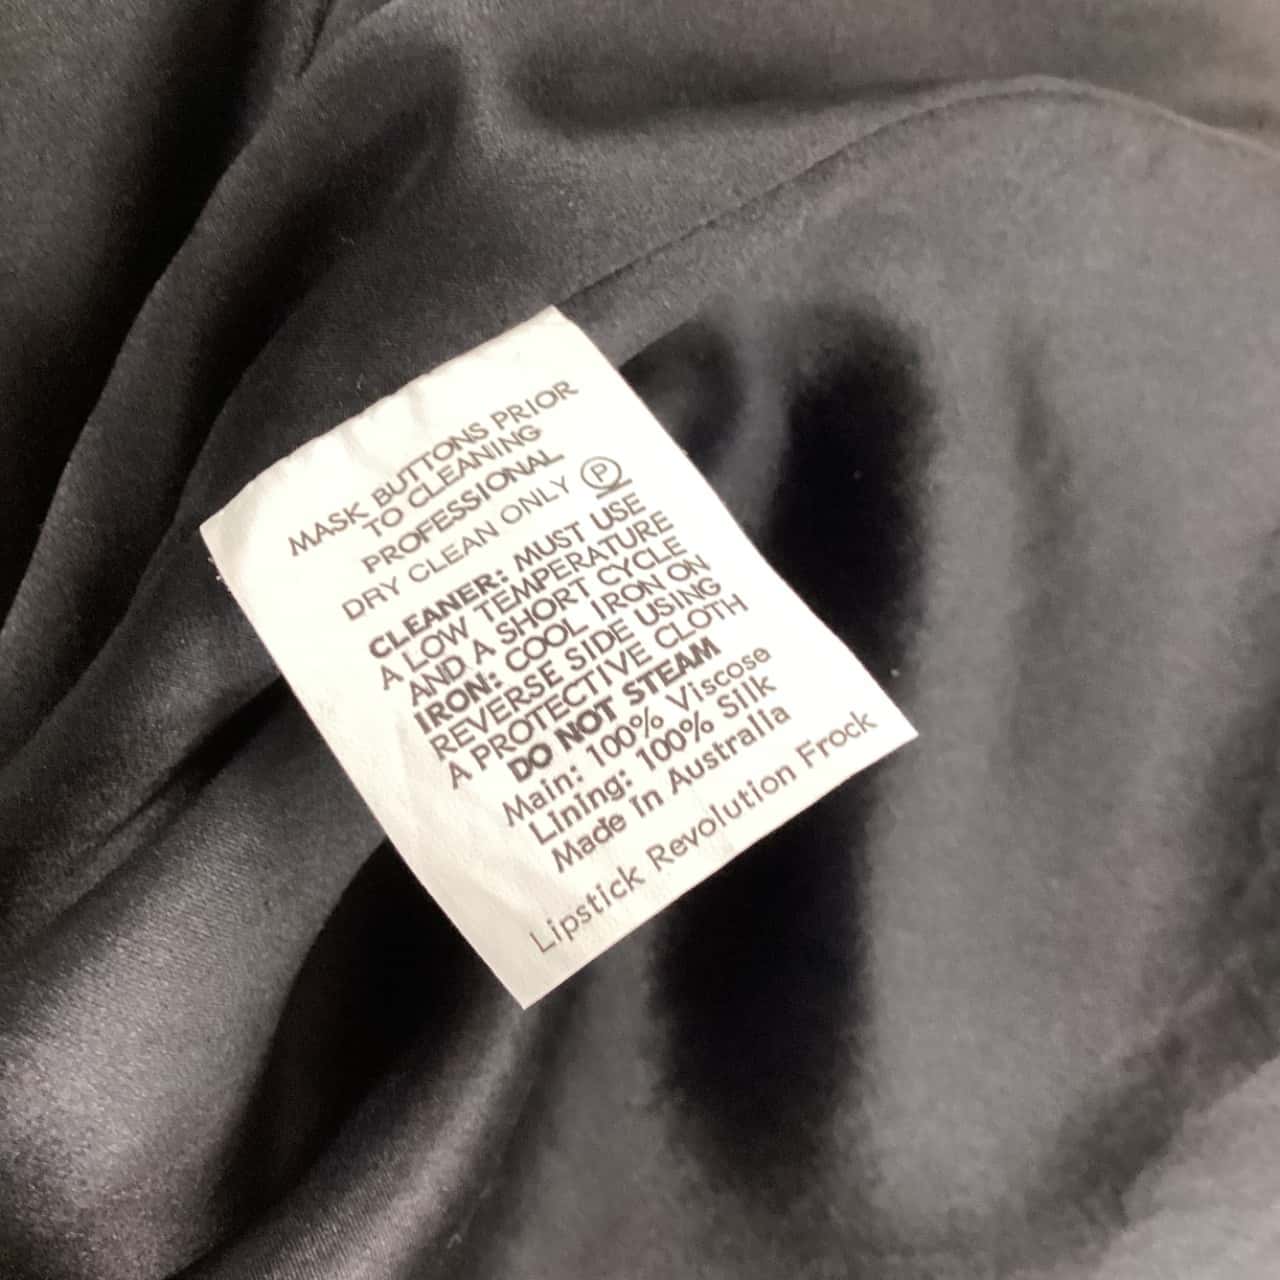 MASK BUTTONS PRIOR
TO CLEANING
PROFESSIONAL
DRY CLEAN ONLY Ⓟ
CLEANER: MUST USE
A LOW TEMPERATURE
AND A SHORT CYCLE
IRON: COOL IRON ON
REVERSE SIDE USING
A PROTECTIVE CLOTH
DO NOT STEAM
Main: 100% Viscose
Lining: 100% Silk
Made in Australia
Lipstick Revolution Frock